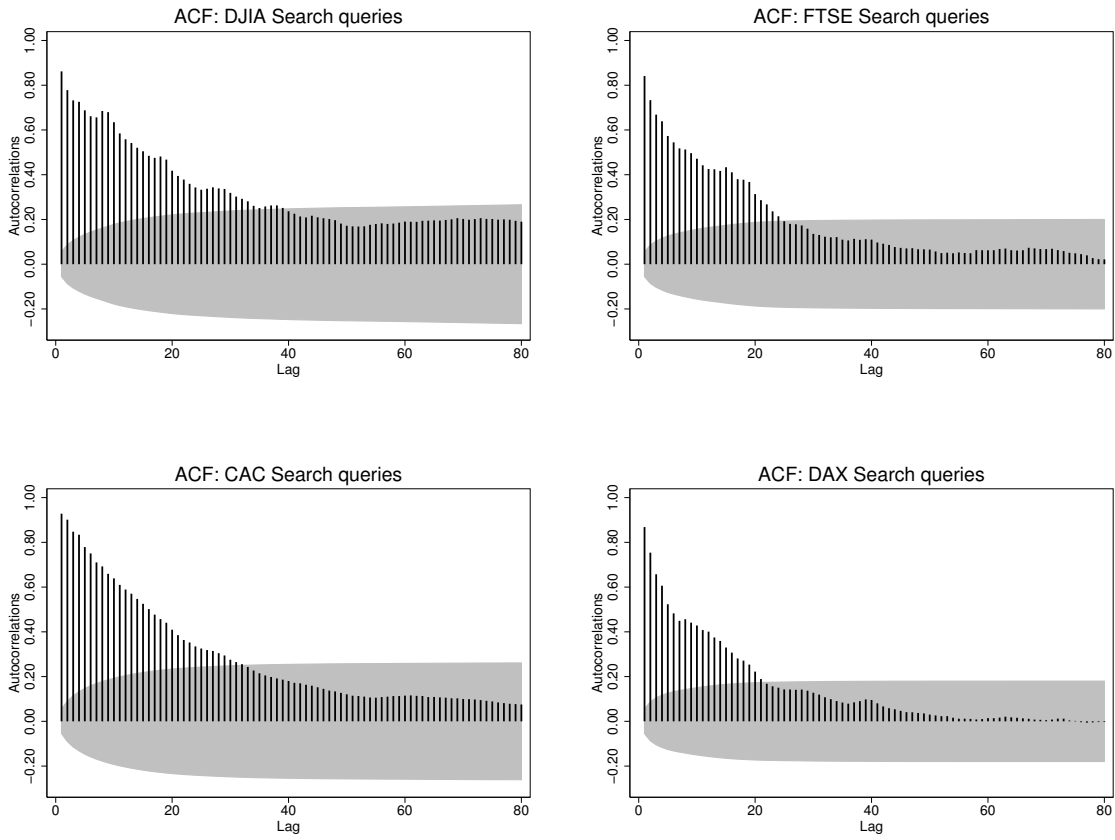 ACF: DJIA Search queries
Autocorrelations
1.00
0.80
0.60
0.40
0.20
0.00
−0.20
0 20 40 60 80
Lag
ACF: FTSE Search queries
Autocorrelations
1.00
0.80
0.60
0.40
0.20
0.00
−0.20
0 20 40 60 80
Lag
ACF: CAC Search queries
Autocorrelations
1.00
0.80
0.60
0.40
0.20
0.00
−0.20
0 20 40 60 80
Lag
ACF: DAX Search queries
Autocorrelations
1.00
0.80
0.60
0.40
0.20
0.00
−0.20
0 20 40 60 80
Lag